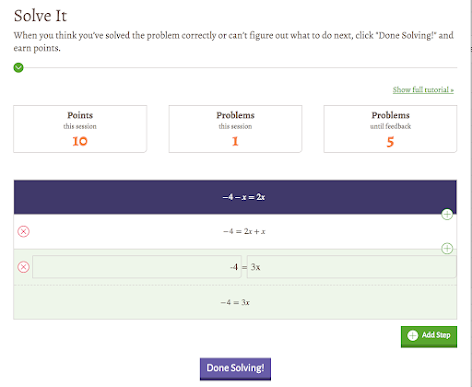 Solve It
When you think you've solved the problem correctly or can't figure out what to do next, click "Done Solving!" and
earn points.
Show full tutorial »
Points
this session
10
Problems
this session
1
Problems
until feedback
5
−4 − x = 2x
−4 = 2x + x
-4 = 3x
−4 = 3x
Add Step
Done Solving!